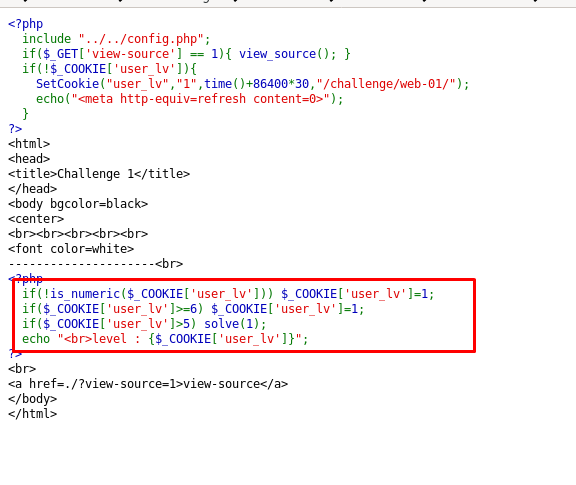 <?php
  include "../../config.php";
  if($_GET['view-source'] == 1){ view_source(); }
  if(!$_COOKIE['user_lv']){
    SetCookie("user_lv","1",time()+86400*30,"/challenge/web-01/");
    echo("<meta http-equiv=refresh content=0>");
  }
?>
<html>
<head>
<title>Challenge 1</title>
</head>
<body bgcolor=black>
<center>
<br><br><br><br><br>
<font color=white>
---------------------<br>
<?php
  if(!is_numeric($_COOKIE['user_lv'])) $_COOKIE['user_lv']=1;
  if($_COOKIE['user_lv']>=6) $_COOKIE['user_lv']=1;
  if($_COOKIE['user_lv']>5) solve(1);
  echo "<br>level : {$_COOKIE['user_lv']}";
?>
<br>
<a href=./?view-source=1>view-source</a>
</body>
</html>